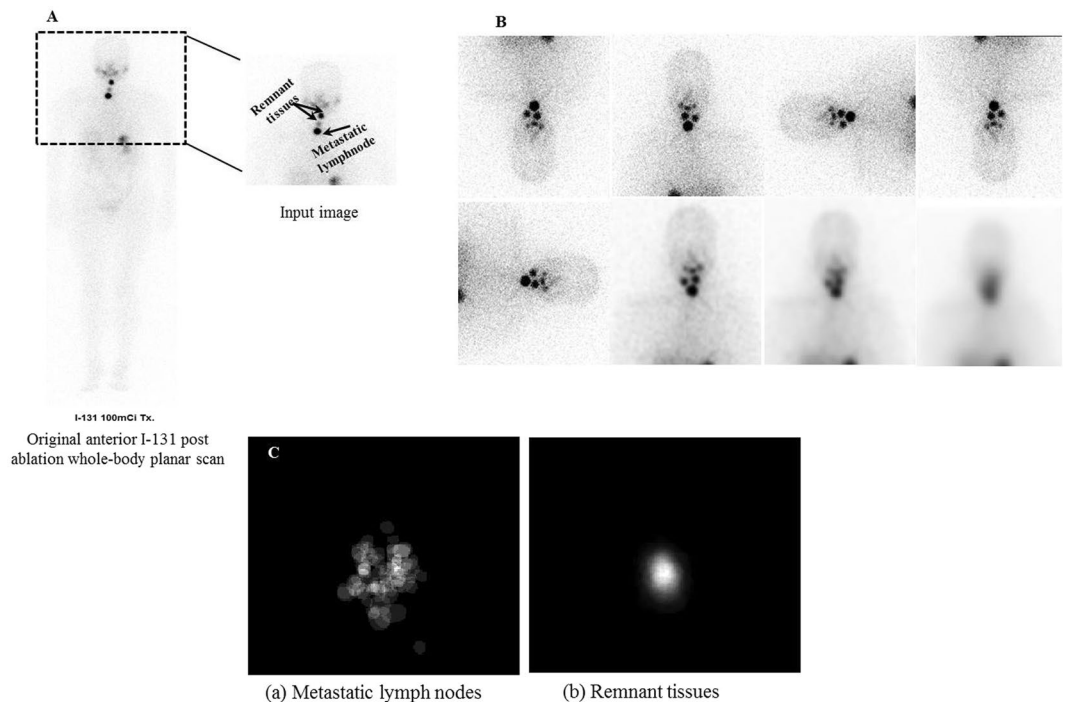 A
Remnant
tissues
Metastatic
lymphnode
Input image
I-131 100mCi Tx.
Original anterior I-131 post
ablation whole-body planar scan
B
C
(a) Metastatic lymph nodes
(b) Remnant tissues